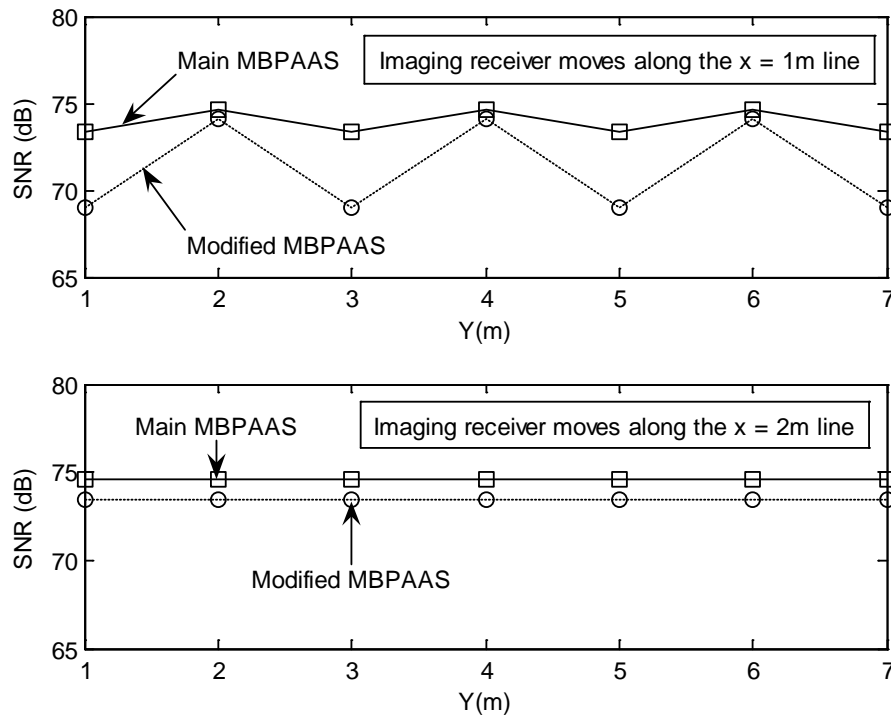 80
Main MBPAAS
Imaging receiver moves along the x = 1m line
75
SNR (dB)
70
Modified MBPAAS
65
1 2 3 4 5 6 7
Y(m)
80
Imaging receiver moves along the x = 2m line
Main MBPAAS
75
SNR (dB)
70
Modified MBPAAS
65
1 2 3 4 5 6 7
Y(m)